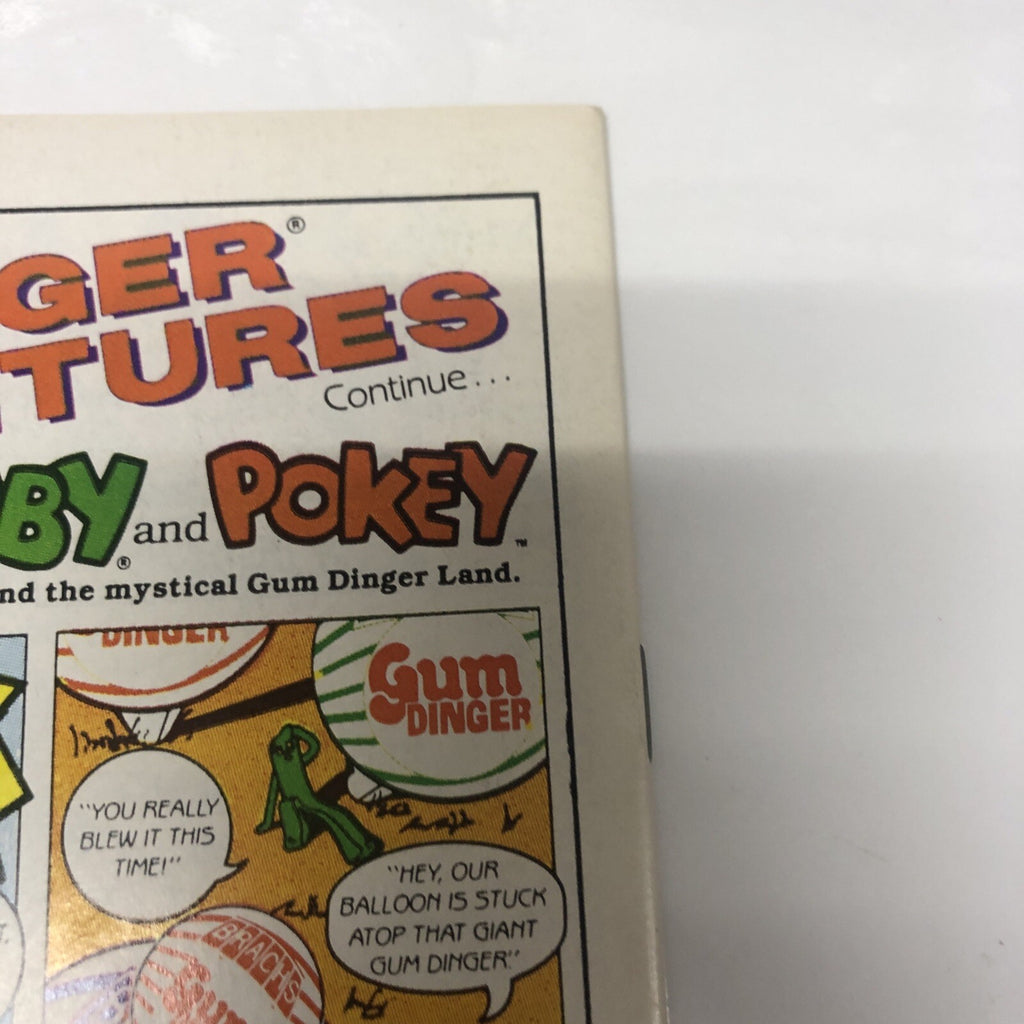 GER®
TURES
Continue...
BY® and POKEY™
nd the mystical Gum Dinger Land.
DINGER
Gum
DINGER
"YOU REALLY
BLEW IT THIS
TIME!"
"HEY, OUR
BALLOON IS STUCK
ATOP THAT GIANT
GUM DINGER."
BRACH'S
Gum